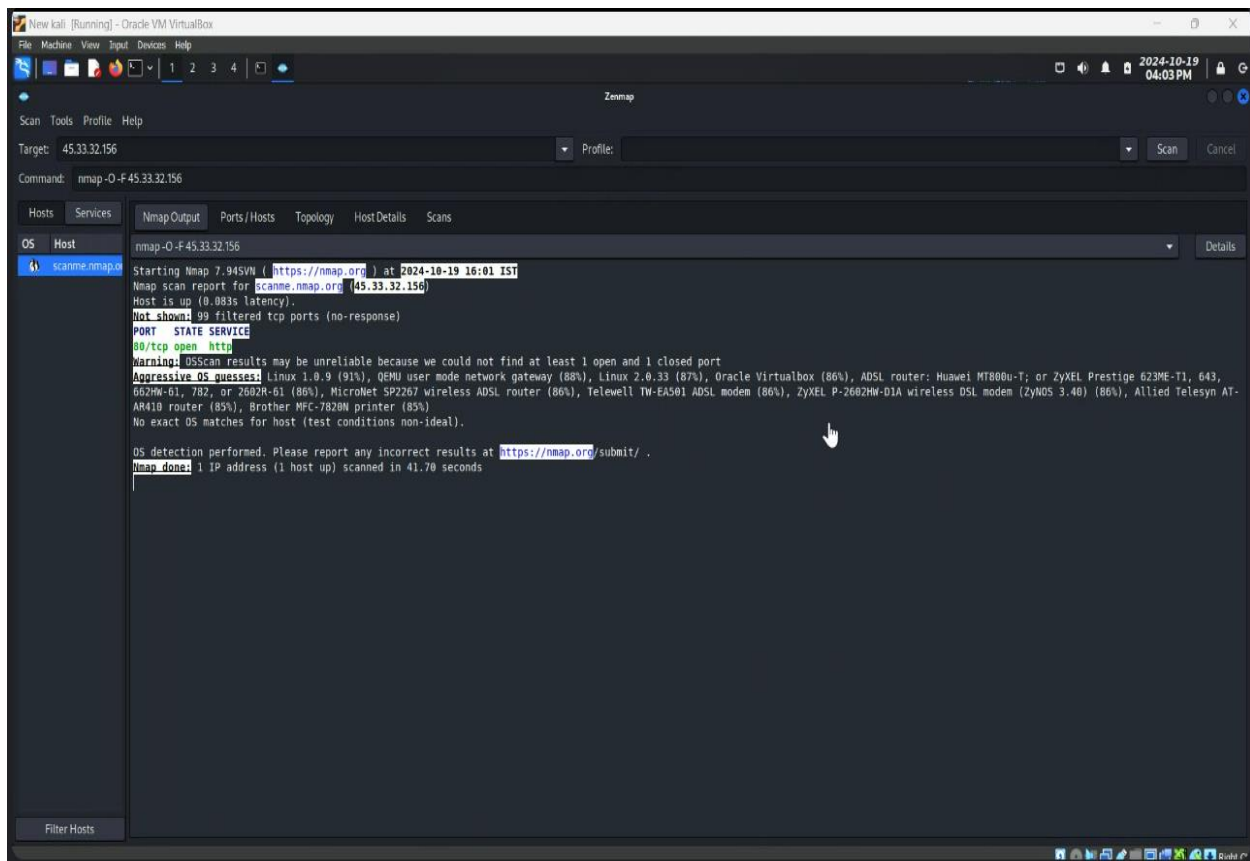 New kali [Running] - Oracle VM VirtualBox
File Machine View Input Devices Help
1 2 3 4
2024-10-19
04:03 PM
Zenmap
Scan Tools Profile Help
Target: 45.33.32.156 Profile: Scan Cancel
Command: nmap -O -F 45.33.32.156
Hosts Services Nmap Output Ports / Hosts Topology Host Details Scans
OS Host nmap -O -F 45.33.32.156 Details
scanme.nmap.o
Starting Nmap 7.94SVN ( https://nmap.org ) at 2024-10-19 16:01 IST
Nmap scan report for scanme.nmap.org (45.33.32.156)
Host is up (0.083s latency).
Not shown: 99 filtered tcp ports (no-response)
PORT STATE SERVICE
80/tcp open http
Warning: OSScan results may be unreliable because we could not find at least 1 open and 1 closed port
Aggressive OS guesses: Linux 1.0.9 (91%), QEMU user mode network gateway (88%), Linux 2.0.33 (87%), Oracle Virtualbox (86%), ADSL router: Huawei MT800u-T; or ZyXEL Prestige 623ME-T1, 643,
662HW-61, 782, or 2602R-61 (86%), MicroNet SP2267 wireless ADSL router (86%), Telewell TW-EA501 ADSL modem (86%), ZyXEL P-2602HW-D1A wireless DSL modem (ZyNOS 3.40) (86%), Allied Telesyn AT-
AR410 router (85%), Brother MFC-7820N printer (85%)
No exact OS matches for host (test conditions non-ideal).
OS detection performed. Please report any incorrect results at https://nmap.org/submit/ .
Nmap done: 1 IP address (1 host up) scanned in 41.70 seconds
Filter Hosts
Right C